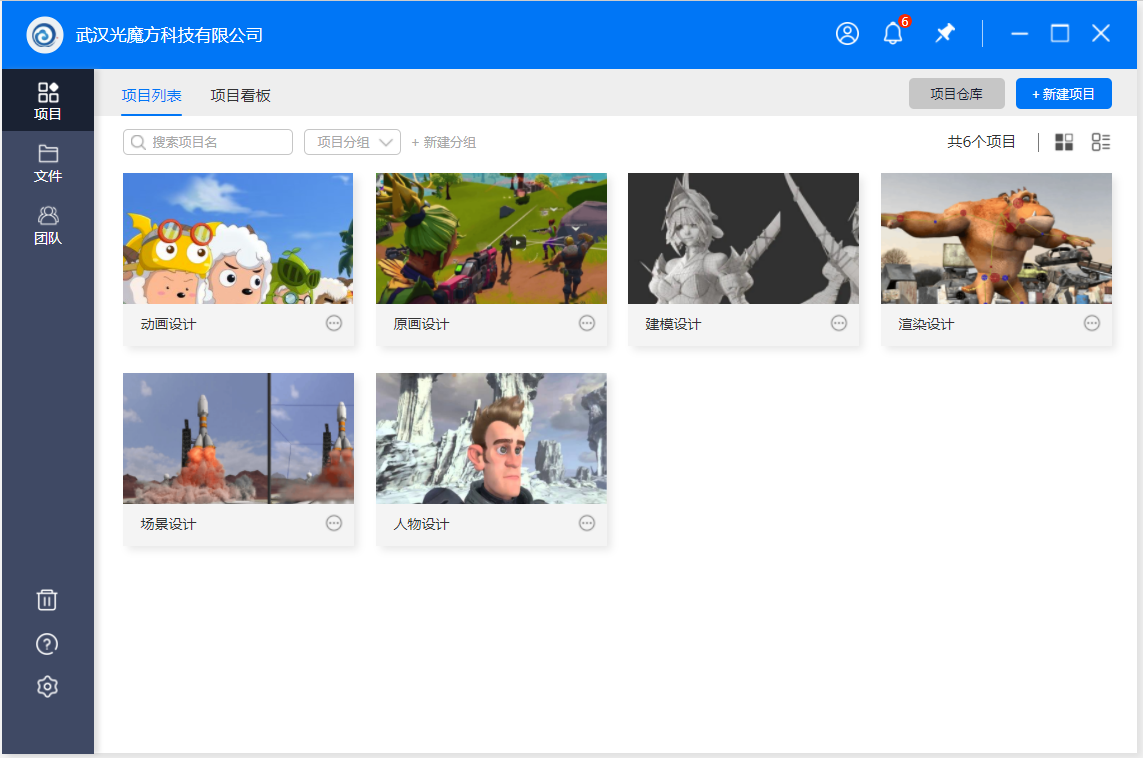 武汉光魔方科技有限公司
6
项目
文件
团队
项目列表
项目看板
项目仓库
+ 新建项目
搜索项目名
项目分组
+ 新建分组
共6个项目
动画设计
原画设计
建模设计
渲染设计
场景设计
人物设计